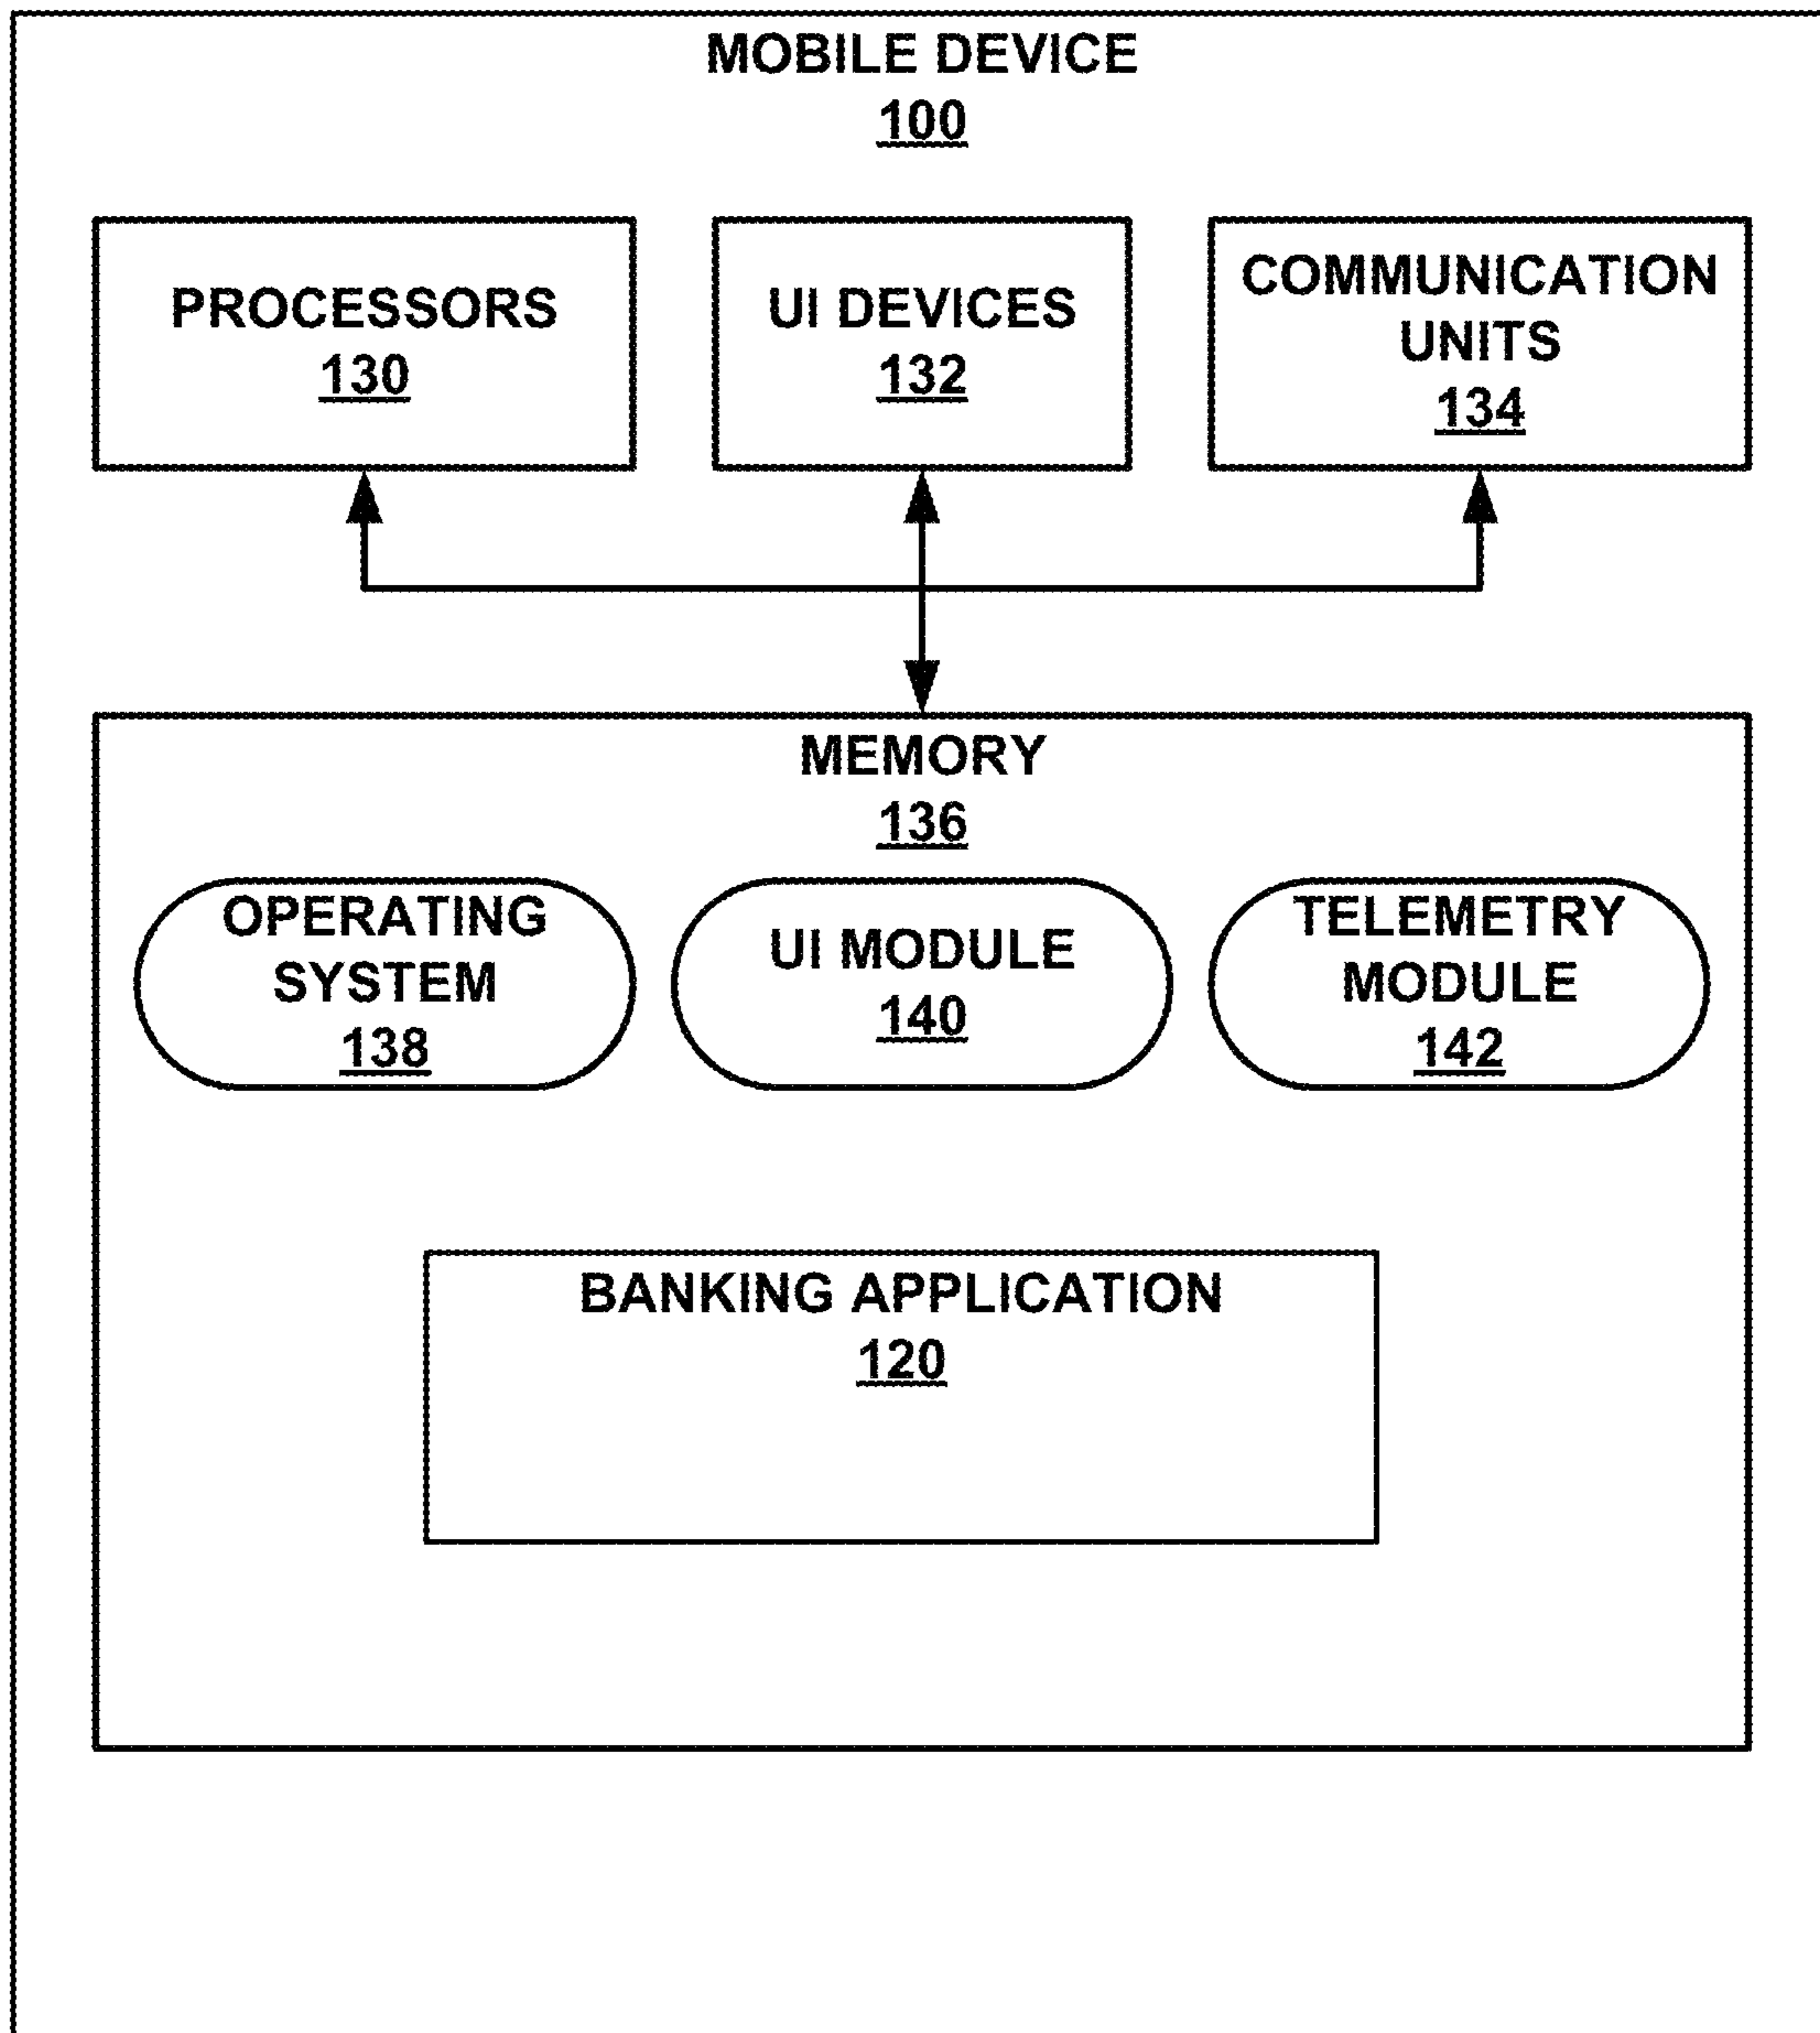 MOBILE DEVICE
100
PROCESSORS
130
UI DEVICES
132
COMMUNICATION
UNITS
134
MEMORY
136
OPERATING
SYSTEM
138
UI MODULE
140
TELEMETRY
MODULE
142
BANKING APPLICATION
120